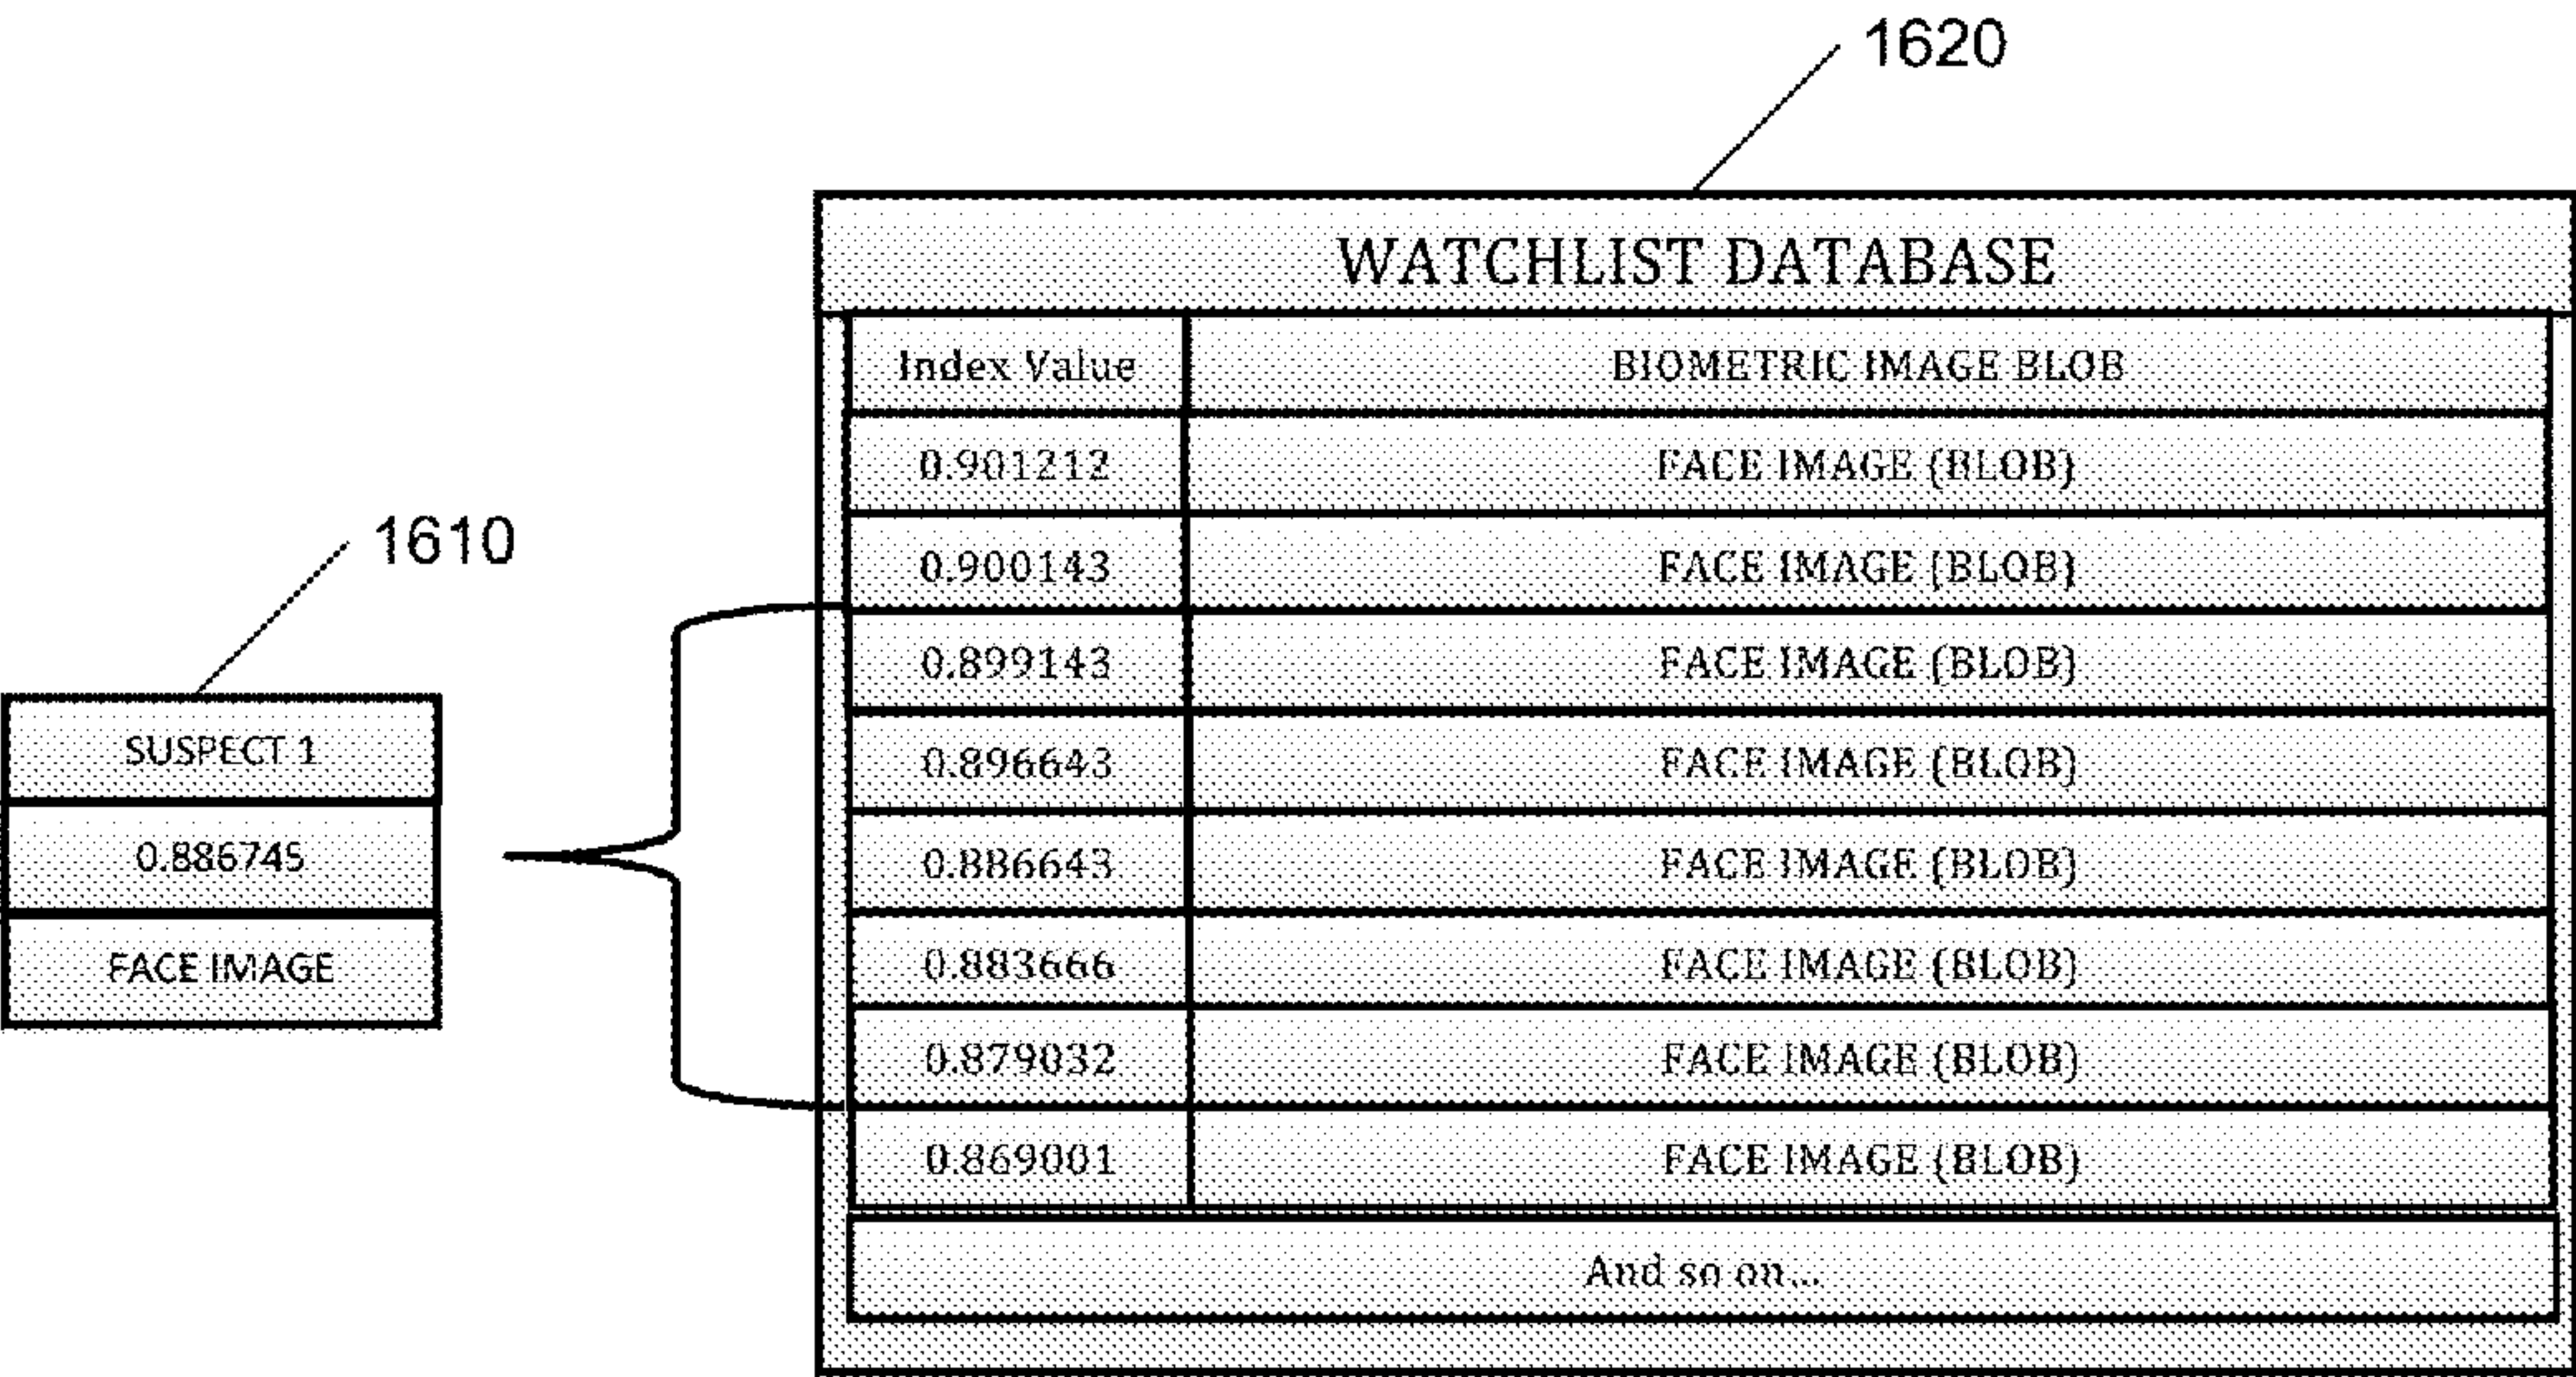 1620
WATCHLIST DATABASE
Index Value BIOMETRIC IMAGE BLOB
0.901212 FACE IMAGE (BLOB)
0.900143 FACE IMAGE (BLOB)
0.899143 FACE IMAGE (BLOB)
0.896643 FACE IMAGE (BLOB)
0.886643 FACE IMAGE (BLOB)
0.883666 FACE IMAGE (BLOB)
0.879032 FACE IMAGE (BLOB)
0.869001 FACE IMAGE (BLOB)
And so on...
1610
SUSPECT 1
0.886745
FACE IMAGE